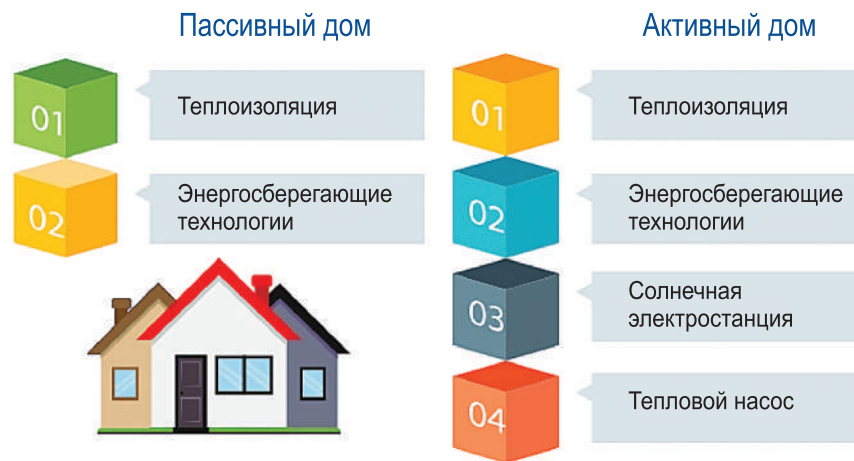 Пассивный дом
01
Теплоизоляция
02
Энергосберегающие
технологии
Активный дом
01
Теплоизоляция
02
Энергосберегающие
технологии
03
Солнечная
электростанция
04
Тепловой насос